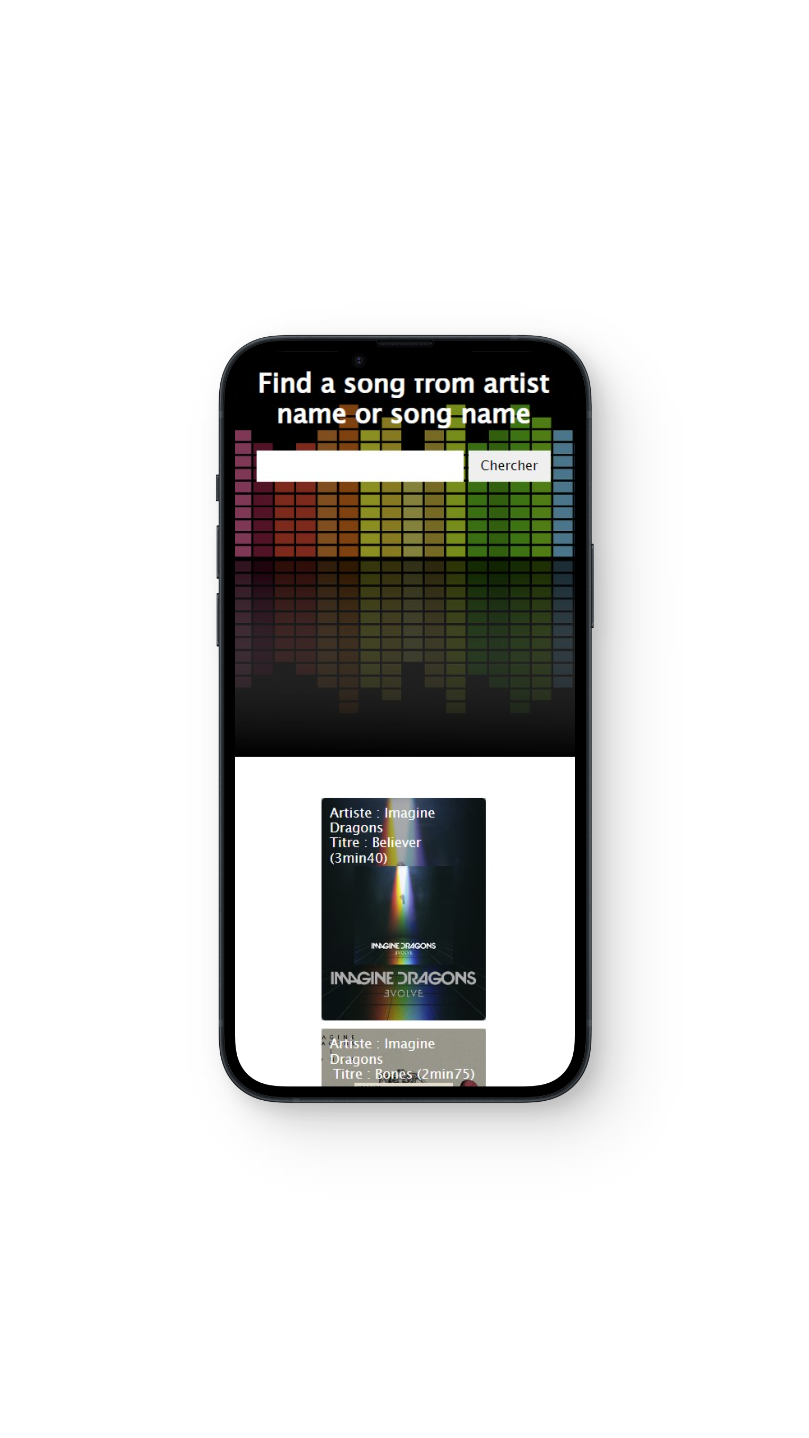 Find a song from artist
name or song name
Chercher
Artiste : Imagine
Dragons
Titre : Believer
(3min40)
IMAGINE DRAGONS
EVOLVE
IMAGINE DRAGONS
EVOLVE
Artiste : Imagine
Dragons
Titre : Bones (2min75)